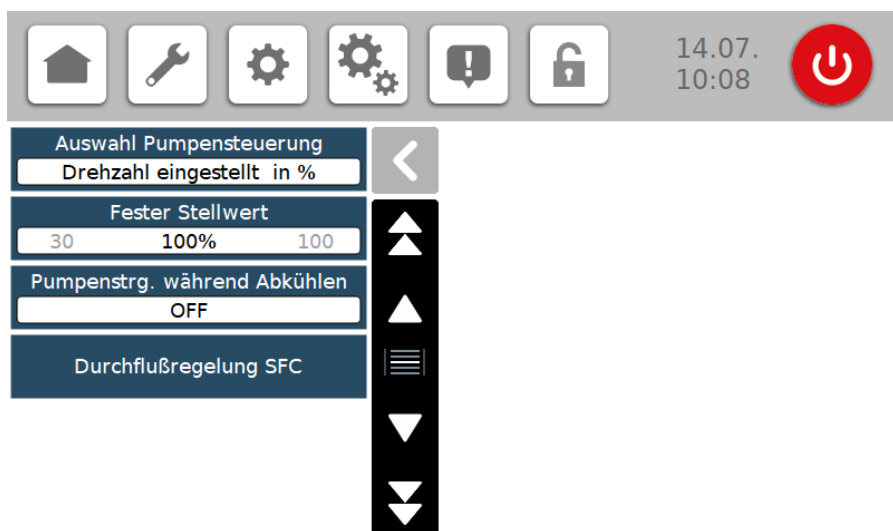 14.07.
10:08
Auswahl Pumpensteuerung
Drehzahl eingestellt in %
Fester Stellwert
30 100% 100
Pumpenstrg. während Abkühlen
OFF
Durchflußregelung SFC